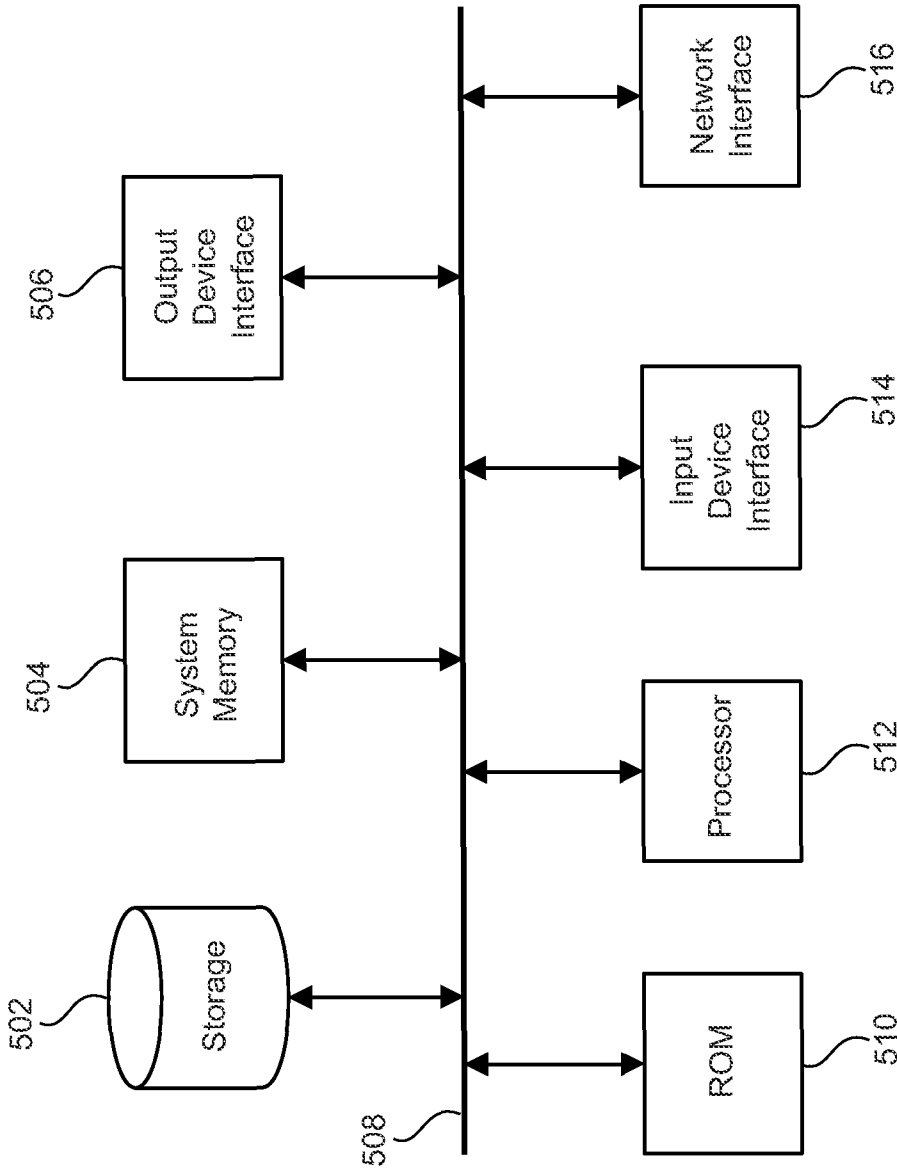 502
Storage
504
System
Memory
506
Output
Device
Interface
508
ROM
510
Processor
512
Input
Device
Interface
514
Network
Interface
516